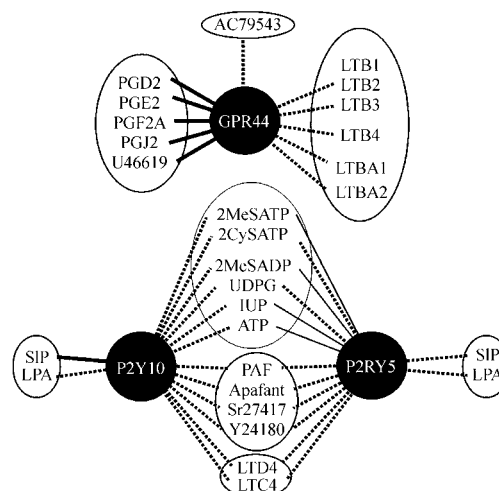 AC79543
PGD2
PGE2
PGF2A
PGJ2
U46619
GPR44
LTB1
LTB2
LTB3
LTB4
LTBA1
LTBA2
2MeSATP
2CySATP
2MeSADP
UDPG
IUP
ATP
SIP
LPA
P2Y10
PAF
Apafant
Sr27417
Y24180
P2RY5
SIP
LPA
LTD4
LTC4